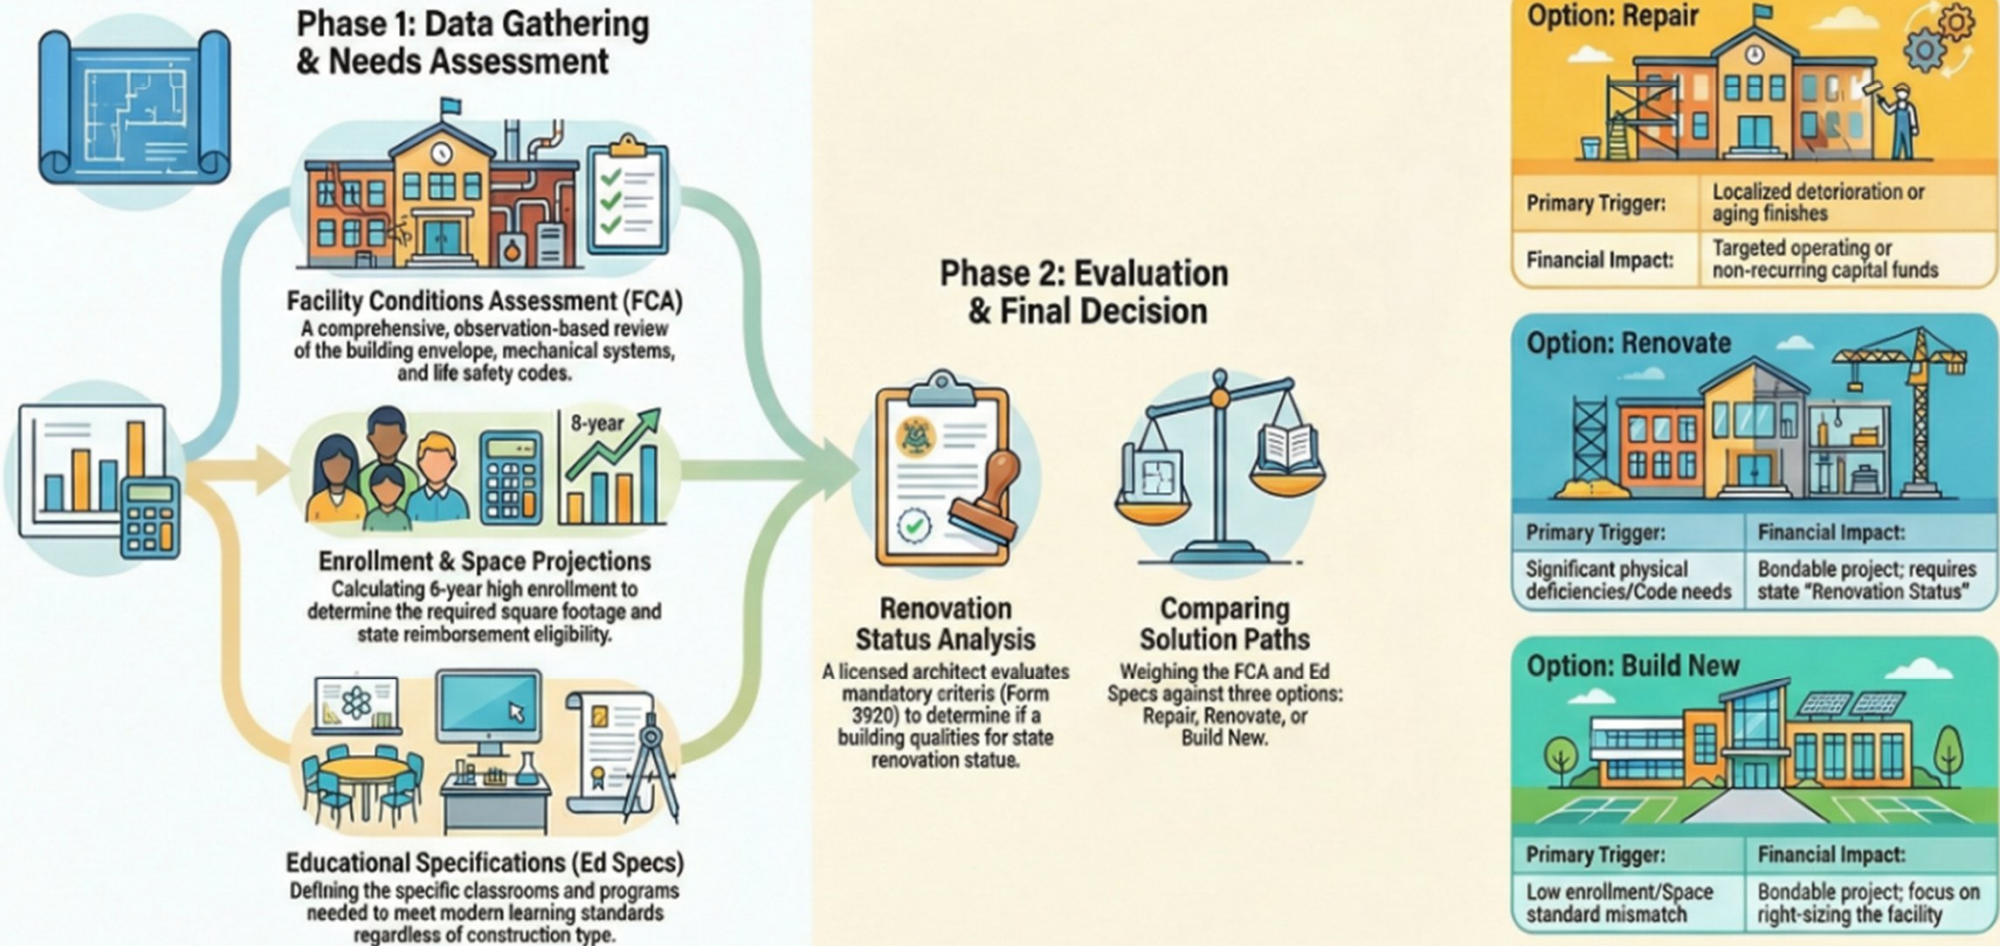 Phase 1: Data Gathering
& Needs Assessment
Facility Conditions Assessment (FCA)
A comprehensive, observation-based review
of the building envelope, mechanical systems,
and life safety codes.
8-year
Enrollment & Space Projections
Calculating 6-year high enrollment to
determine the required square footage and
state reimbursement eligibility.
Educational Specifications (Ed Specs)
Defining the specific classrooms and programs
needed to meet modern learning standards
regardless of construction type.
Phase 2: Evaluation
& Final Decision
Renovation
Status Analysis
A licensed architect evaluates
mandatory criteris (Form
3920) to determine if a
building qualities for state
renovation statue.
Comparing
Solution Paths
Weighing the FCA and Ed
Specs against three options:
Repair, Renovate, or
Build New.
Option: Repair
Primary Trigger:
Localized detorioration or
aging finishes
Financial Impact:
Targeted operating or
non-recurring capital funds
Option: Renovate
Primary Trigger:
Financial Impact:
Significant physical
deficiencies/Code needs
Bondable project; requires
state "Renovation Status"
Option: Build New
Primary Trigger:
Financial Impact:
Low enrollment/Space
standard mismatch
Bondable project; focus on
right-sizing the facility